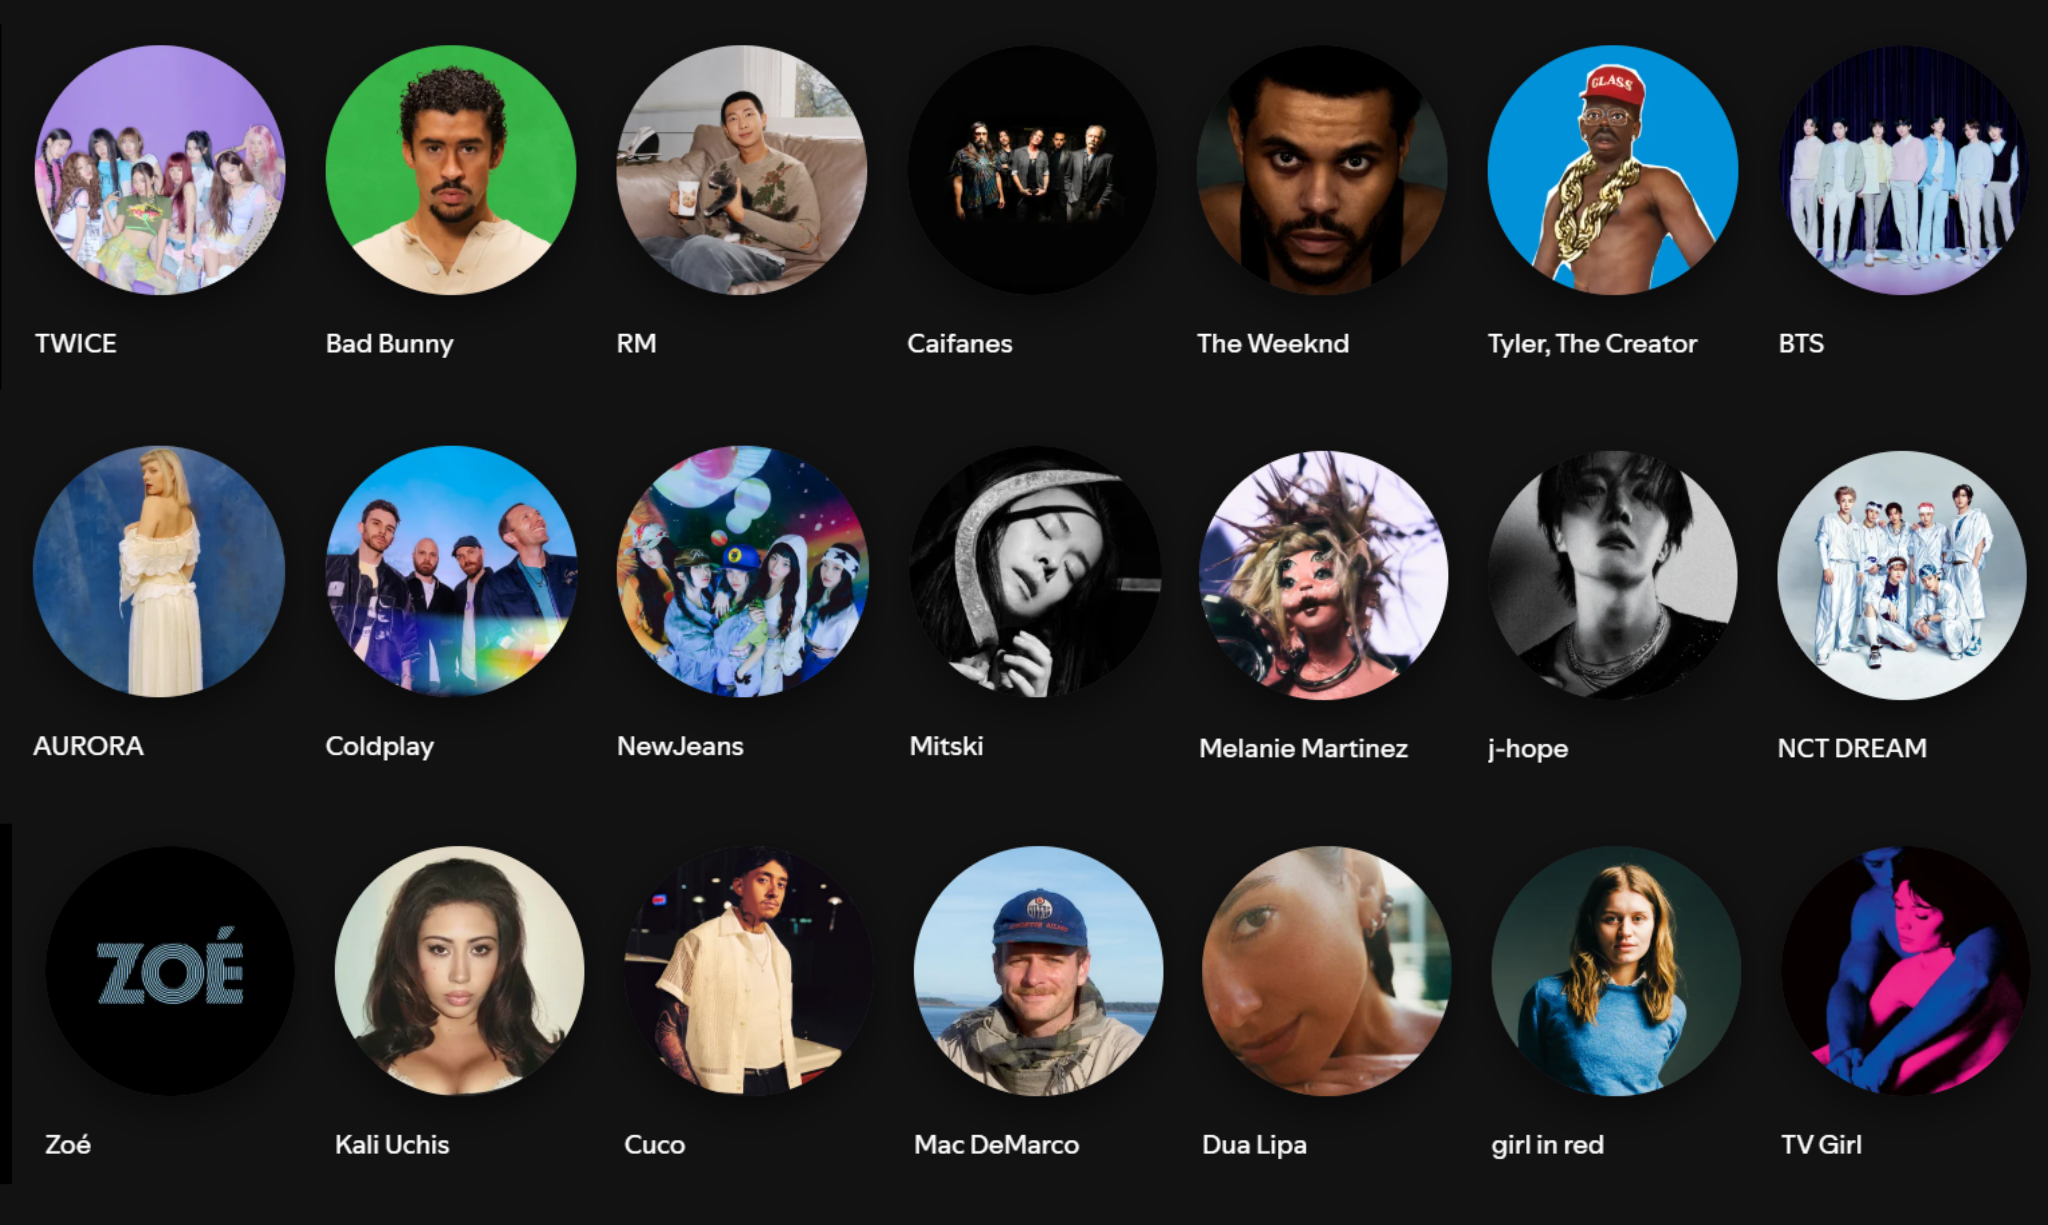 GLASS
TWICE
Bad Bunny
RM
Caifanes
The Weeknd
Tyler, The Creator
BTS
AURORA
Coldplay
NewJeans
Mitski
Melanie Martinez
j-hope
NCT DREAM
ZOÉ
Zoé
Kali Uchis
Cuco
Mac DeMarco
Dua Lipa
girl in red
TV Girl